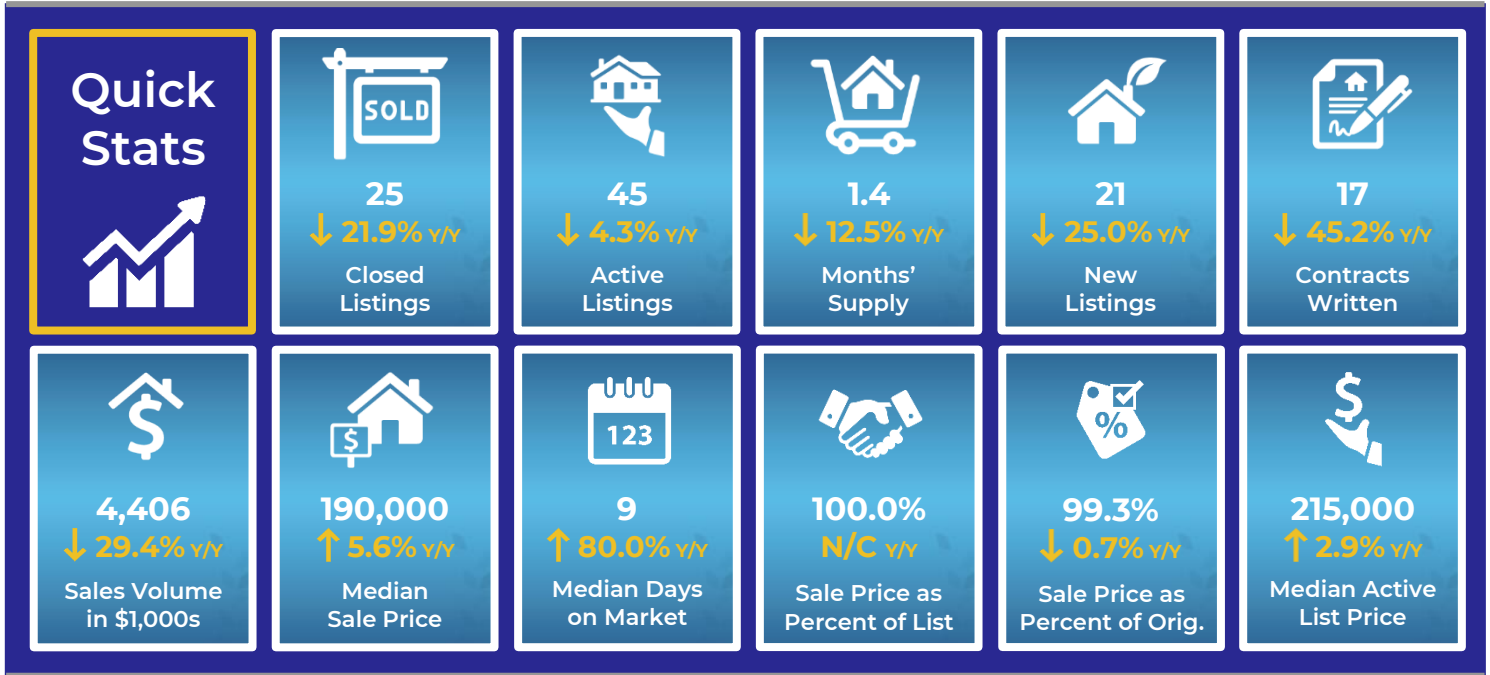 Quick
Stats
SOLD
25
↓ 21.9% Y/Y
Closed
Listings
45
↓ 4.3% Y/Y
Active
Listings
1.4
↓ 12.5% Y/Y
Months’
Supply
21
↓ 25.0% Y/Y
New
Listings
17
↓ 45.2% Y/Y
Contracts
Written
$
4,406
↓ 29.4% Y/Y
Sales Volume
in $1,000s
$
190,000
↑ 5.6% Y/Y
Median
Sale Price
123
9
↑ 80.0% Y/Y
Median Days
on Market
100.0%
N/C Y/Y
Sale Price as
Percent of List
%
99.3%
↓ 0.7% Y/Y
Sale Price as
Percent of Orig.
$
215,000
↑ 2.9% Y/Y
Median Active
List Price